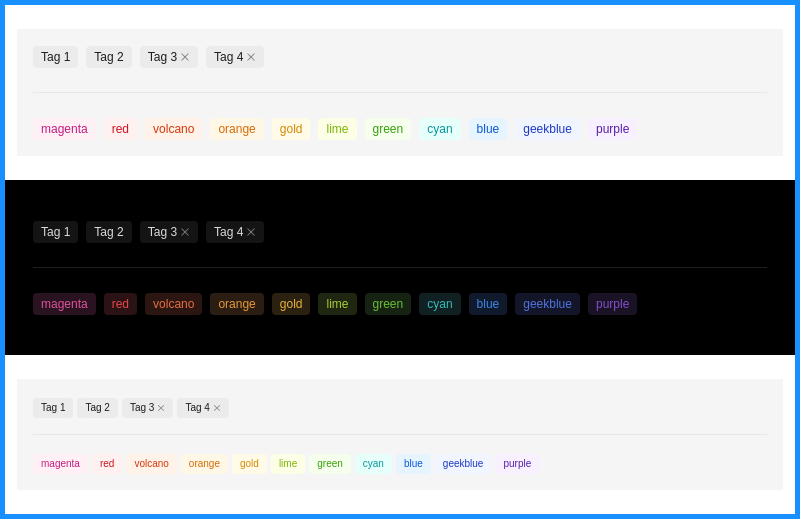 Tag 1 Tag 2 Tag 3 Tag 4
magenta red volcano orange gold lime green cyan blue geekblue purple
Tag 1 Tag 2 Tag 3 Tag 4
magenta red volcano orange gold lime green cyan blue geekblue purple
Tag 1 Tag 2 Tag 3 Tag 4
magenta red volcano orange gold lime green cyan blue geekblue purple